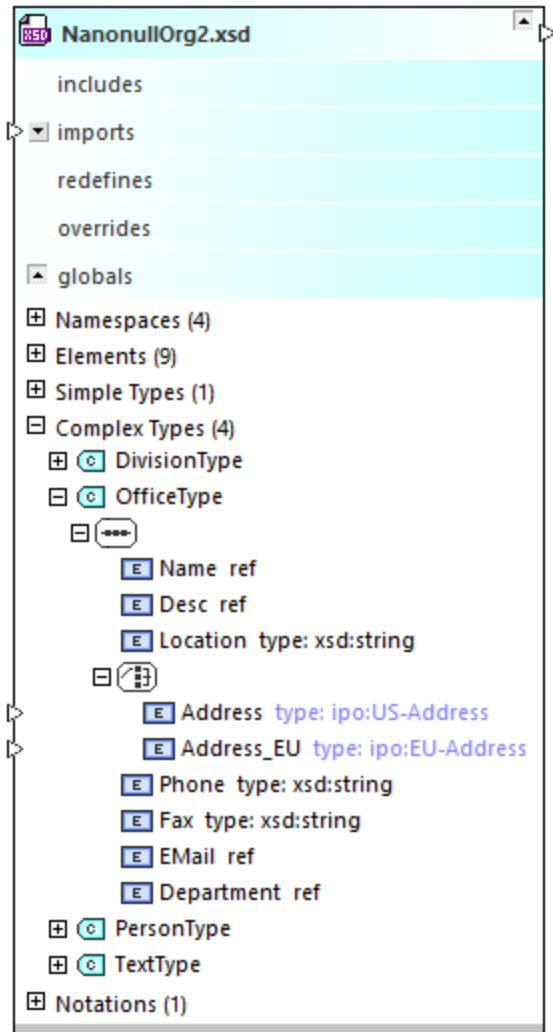 XSD NanonullOrg2.xsd
includes
imports
redefines
overrides
globals
Namespaces (4)
Elements (9)
Simple Types (1)
Complex Types (4)
C DivisionType
C OfficeType
E Name ref
E Desc ref
E Location type: xsd:string
E Address type: ipo:US-Address
E Address_EU type: ipo:EU-Address
E Phone type: xsd:string
E Fax type: xsd:string
E EMail ref
E Department ref
C PersonType
C TextType
Notations (1)